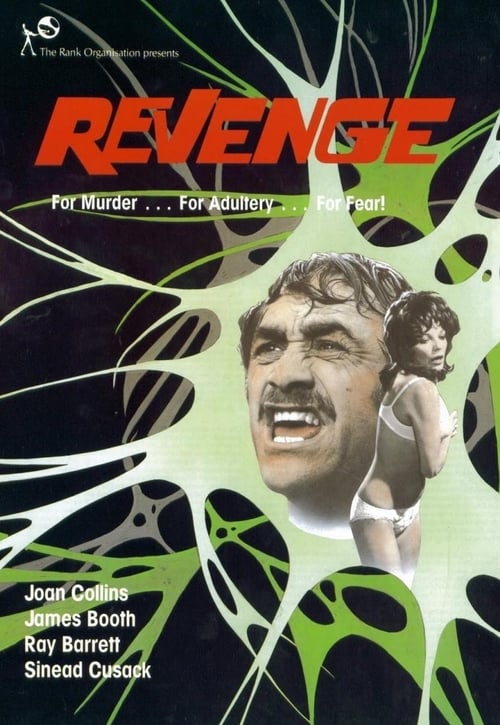 The Rank Organisation presents
REVENGE
For Murder . . . For Adultery . . . For Fear!
Joan Collins
James Booth
Ray Barrett
Sinead Cusack